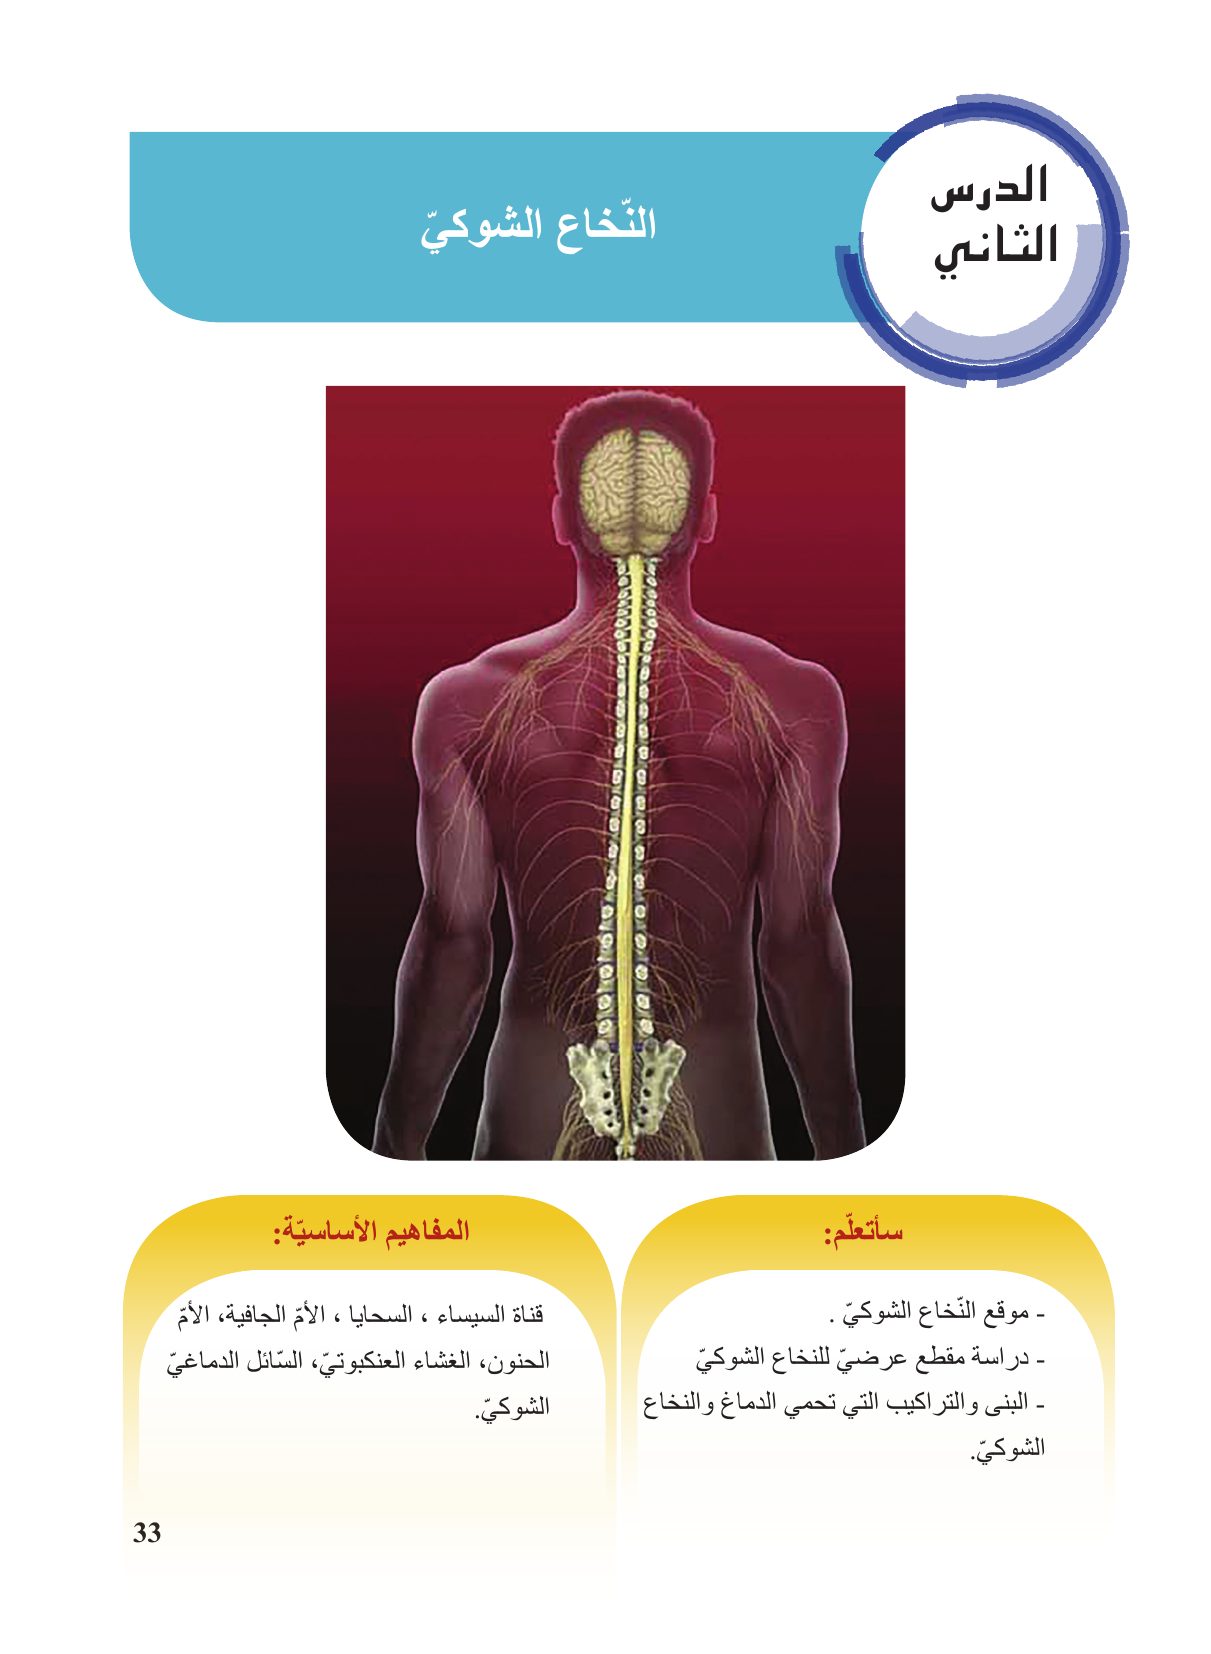 الدرس
الثاني
النّخاع الشوكيّ
سأتعلّم:
- موقع النّخاع الشوكيّ .
- دراسة مقطع عرضيّ للنخاع الشوكيّ
- البنى والتراكيب التي تحمي الدماغ والنخاع
الشوكيّ.
المفاهيم الأساسيّة:
قناة السيساء ، السحايا ، الأمّ الجافية، الأمّ
الحنون، الغشاء العنكبوتيّ، السّائل الدماغيّ
الشوكيّ.
33